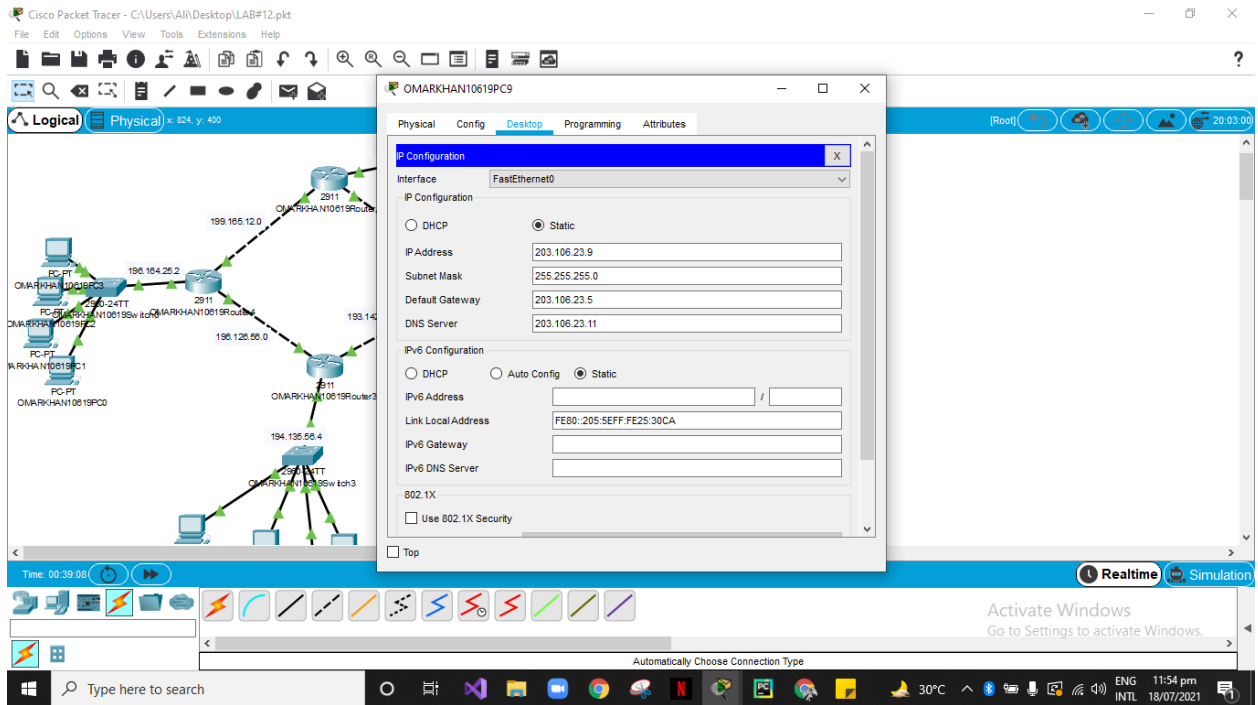 Cisco Packet Tracer - C:\Users\Ali\Desktop\LAB#12.pkt
File Edit Options View Tools Extensions Help
?
Logical Physical x: 824, y: 400
[Root] 20:03:00
OMARKHAN10619PC9
Physical Config Desktop Programming Attributes
IP Configuration X
Interface FastEthernet0
IP Configuration
DHCP Static
IP Address 203.106.23.9
Subnet Mask 255.255.255.0
Default Gateway 203.106.23.5
DNS Server 203.106.23.11
IPv6 Configuration
DHCP Auto Config Static
IPv6 Address /
Link Local Address FE80::205:5EFF:FE25:30CA
IPv6 Gateway
IPv6 DNS Server
802.1X
Use 802.1X Security
Top
2911
199.165.12.0
PC-PT
196.164.25.2
OMARKHAN10619PC3
2911
OMARKHAN10619Router4
PC-PT
196.126.56.0
PC-PT
2911
OMARKHAN10619Router3
PC-PT
OMARKHAN10619PC0
194.135.56.4
2960-24TT
OMARKHAN10619Switch3
Time: 00:39:08
Realtime Simulation
Activate Windows
Go to Settings to activate Windows.
Automatically Choose Connection Type
Type here to search
30°C
ENG
INTL
11:54 pm
18/07/2021